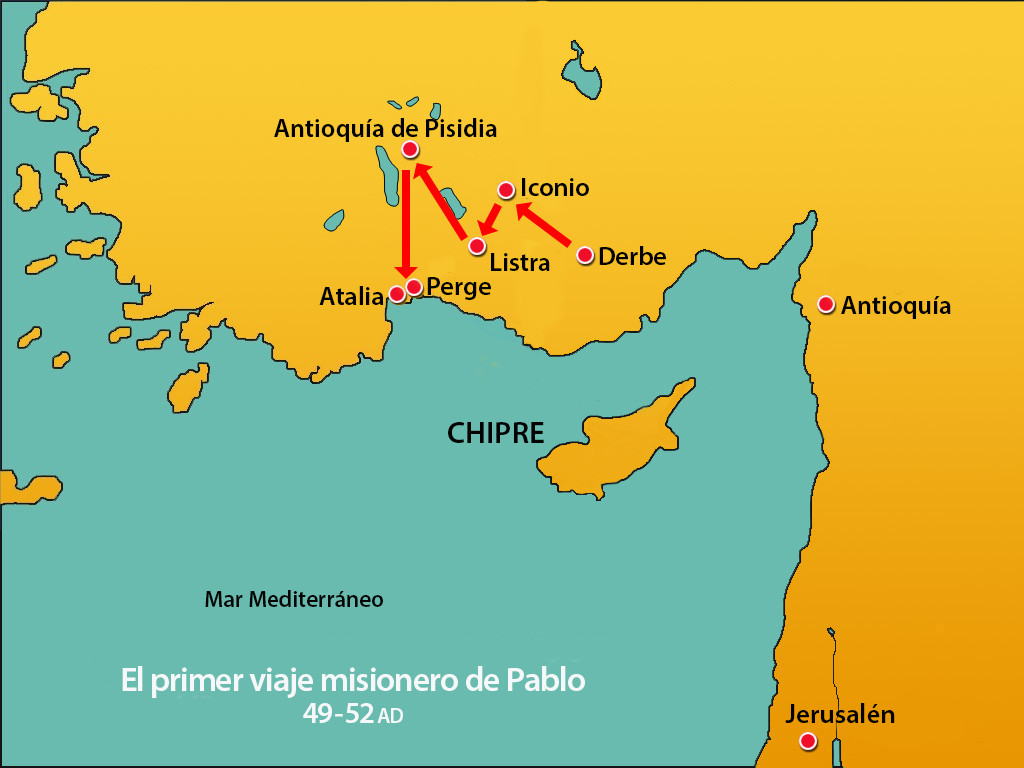 Antioquía de Pisidia
Iconio
Listra
Derbe
Atalia
Perge
Antioquía
CHIPRE
Mar Mediterráneo
El primer viaje misionero de Pablo
49-52 AD
Jerusalén